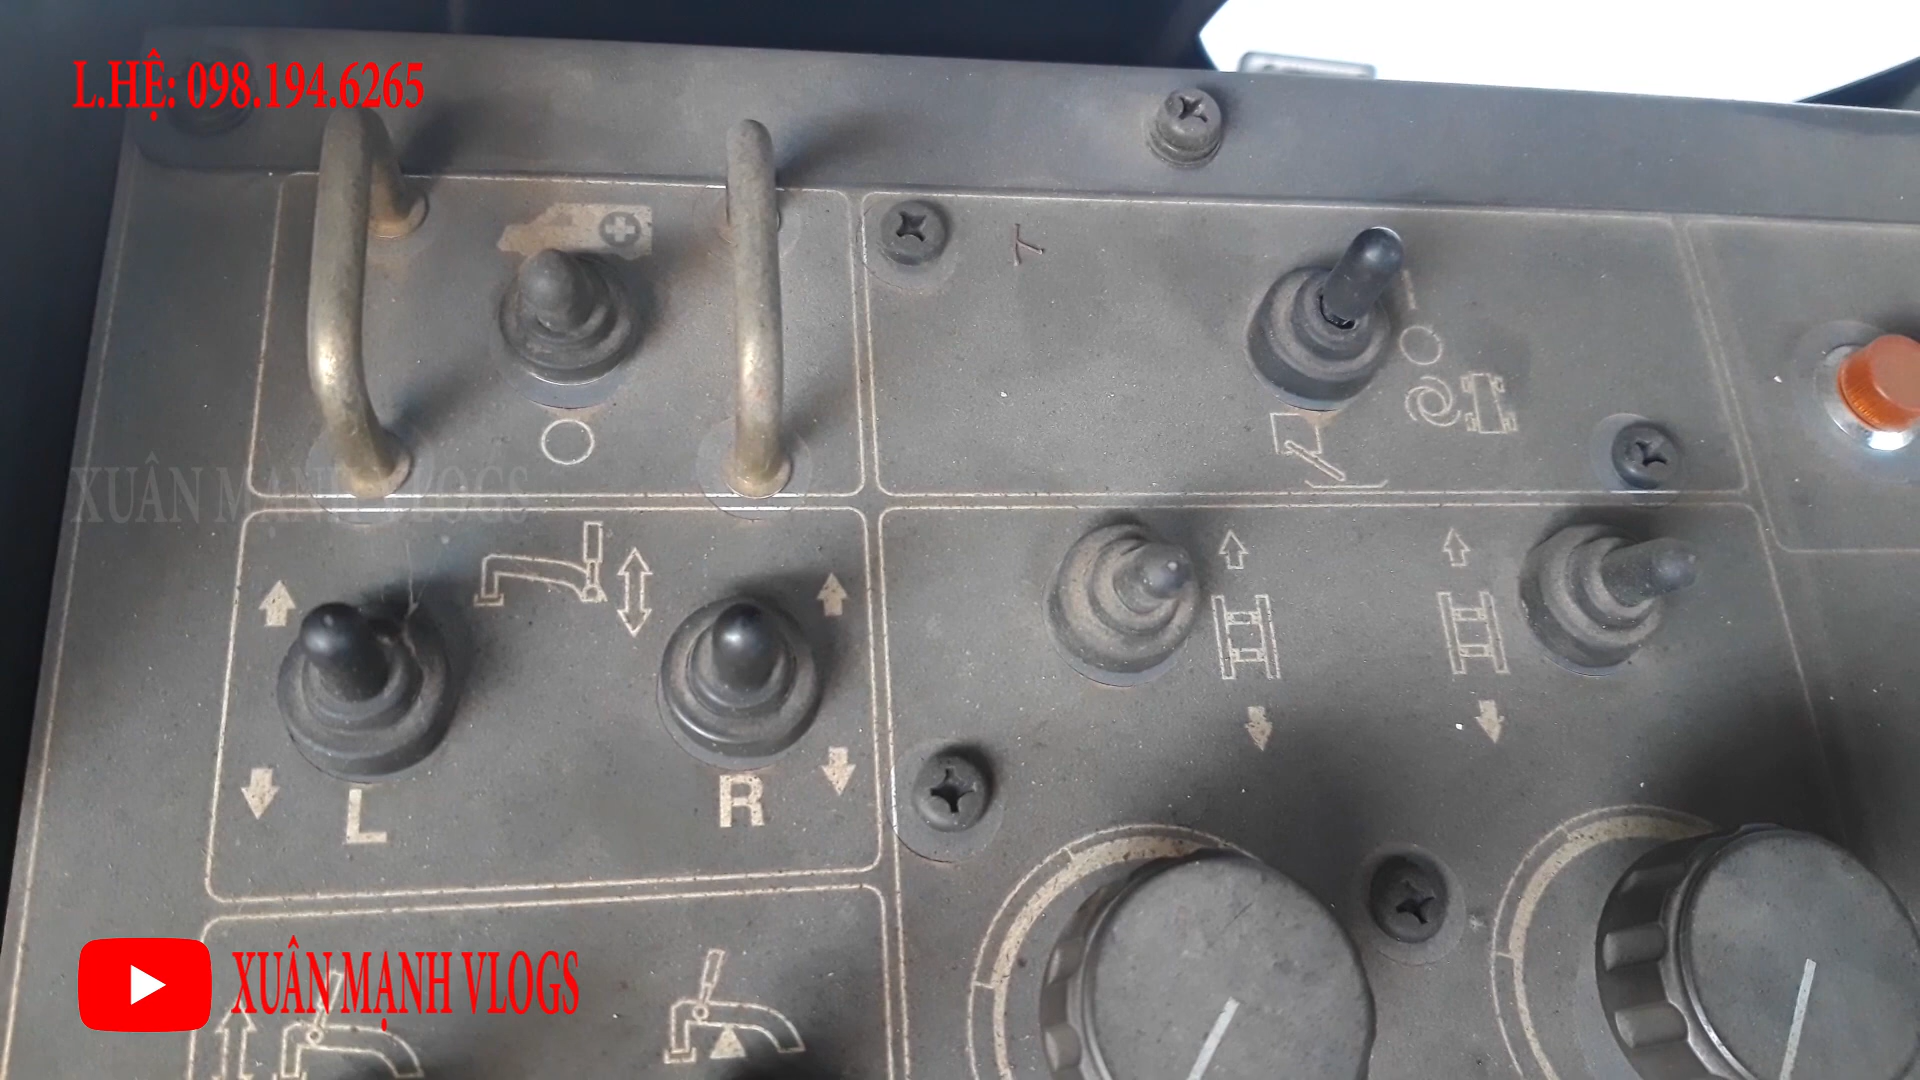 L.HỆ: 098.194.6265
T
XUÂN MẠNH VLOGS
L
R
XUÂN MẠNH VLOGS